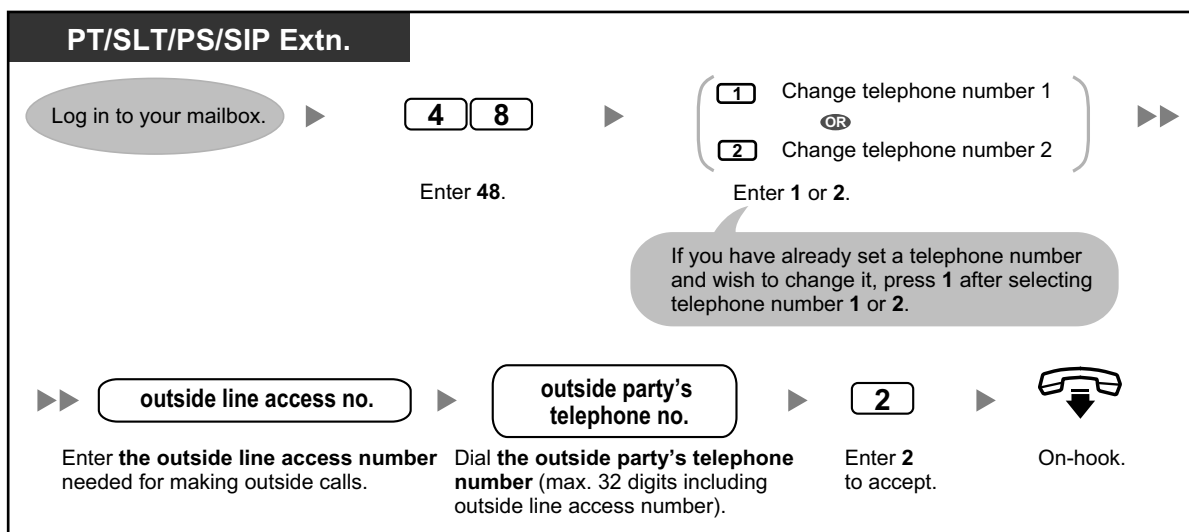 PT/SLT/PS/SIP Extn.
Log in to your mailbox.
4 8
Enter 48.
1 Change telephone number 1
OR
2 Change telephone number 2
Enter 1 or 2.
If you have already set a telephone number
and wish to change it, press 1 after selecting
telephone number 1 or 2.
outside line access no.
Enter the outside line access number
needed for making outside calls.
outside party's
telephone no.
Dial the outside party's telephone
number (max. 32 digits including
outside line access number).
2
Enter 2
to accept.
On-hook.